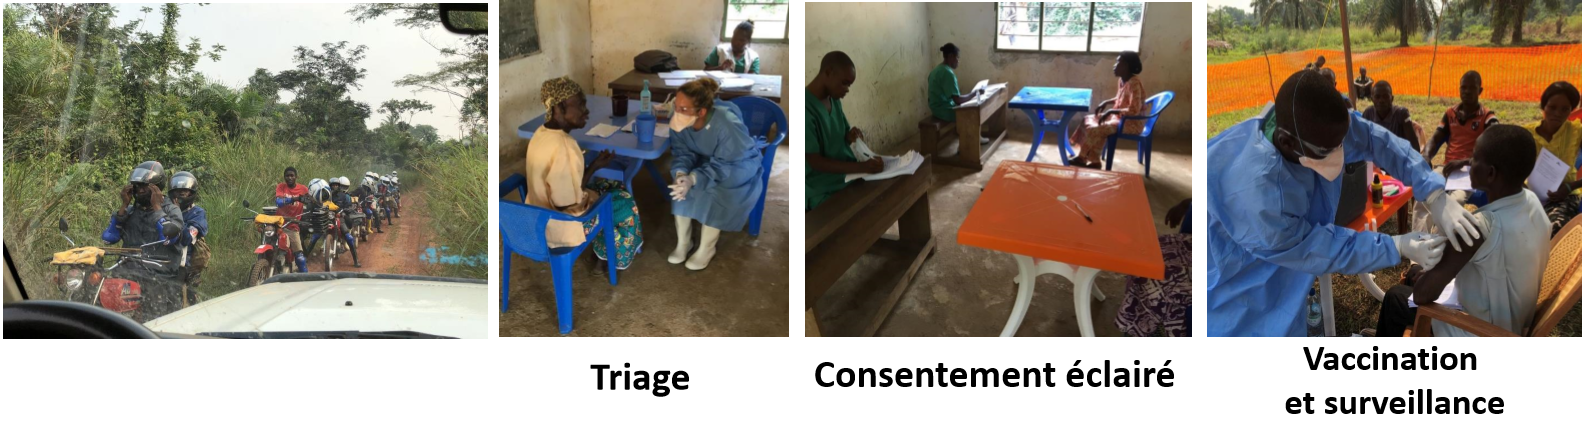 Triage
Consentement éclairé
Vaccination
et surveillance